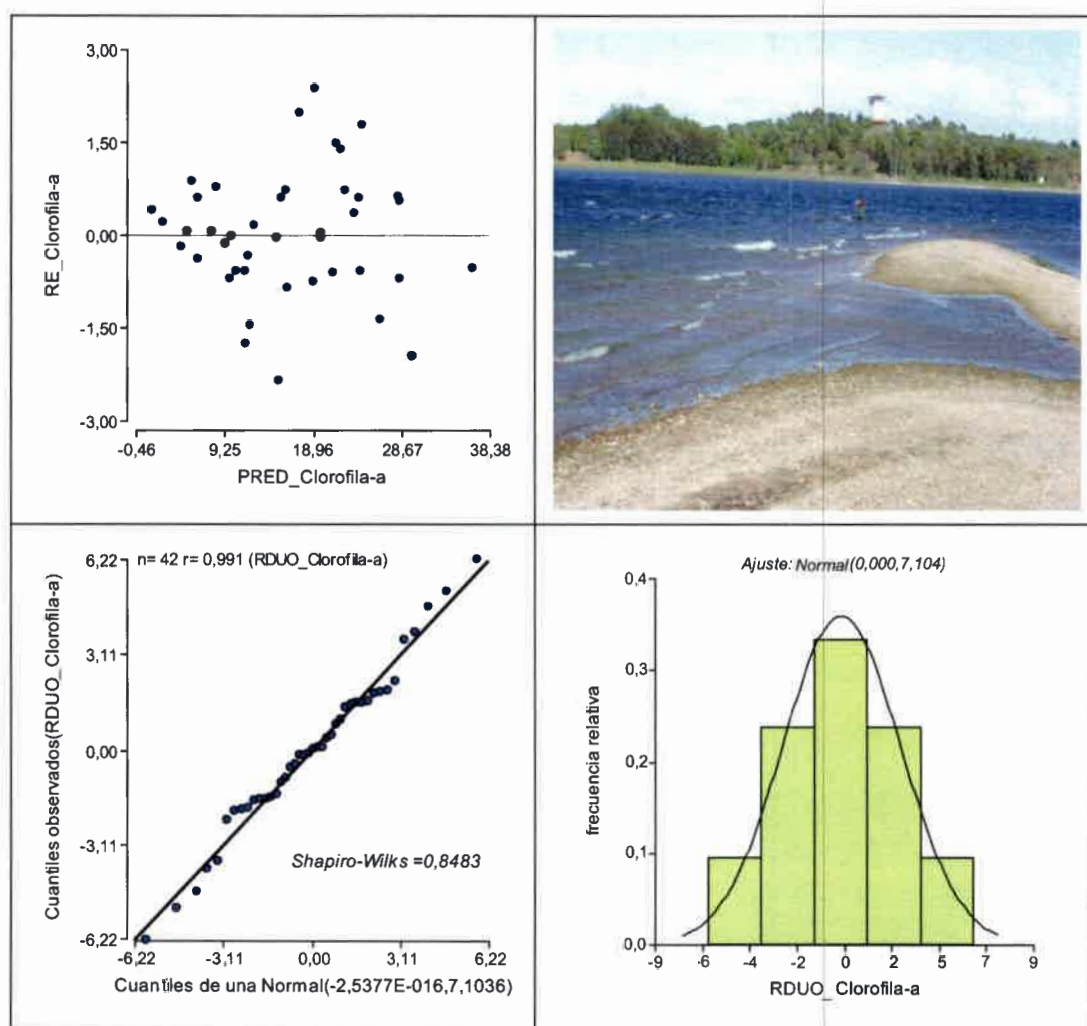 3,00
1,50
0,00
-1,50
-3,00
RE_Clorofila-a
-0,46 9,25 18,96 28,67 38,38
PRED_Clorofila-a
n= 42 r= 0,991 (RDUO_Clorofila-a)
6,22
3,11
0,00
-3,11
-6,22
Cuantiles observados(RDUO_Clorofila-a)
Shapiro-Wilks =0,8483
-6,22 -3,11 0,00 3,11 6,22
Cuantiles de una Normal(-2,5377E-016,7,1036)
Ajuste: Normal(0,000,7,104)
0,4
0,3
0,2
0,1
0,0
frecuencia relativa
-9 -6 -4 -2 0 2 4 7 9
RDUO_Clorofila-a